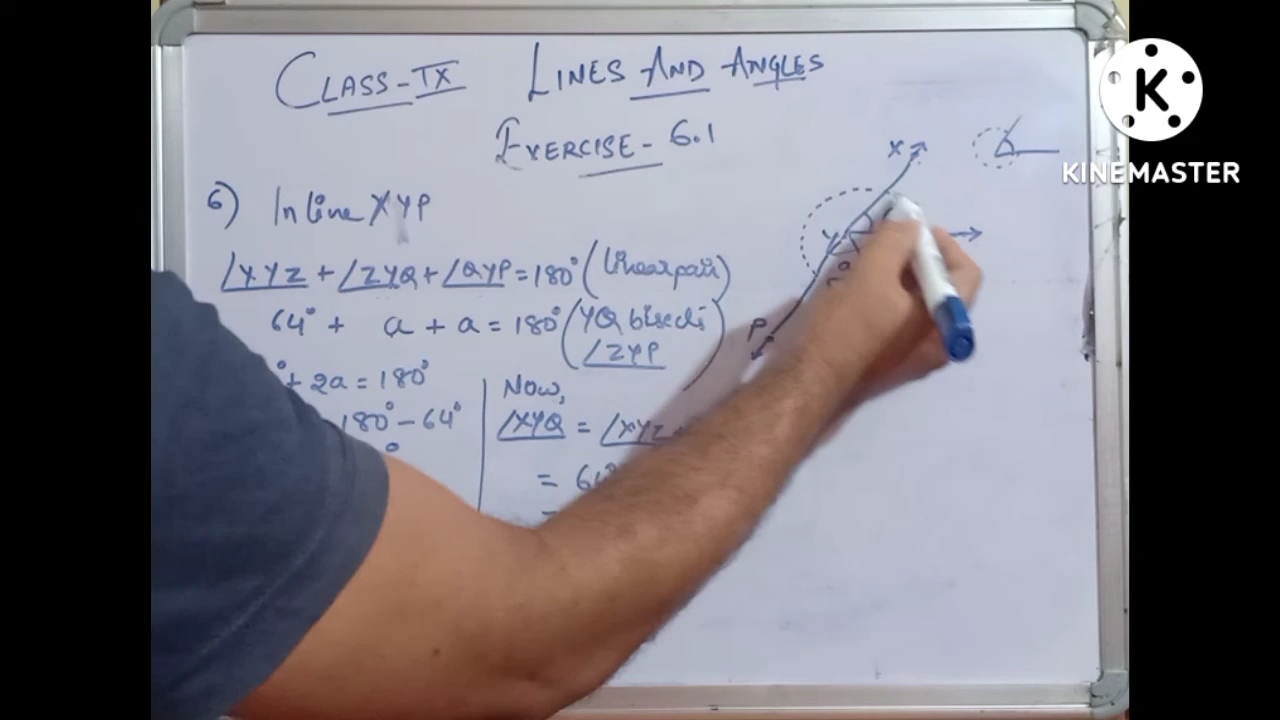 CLASS-IX LINES AND ANGLES
EXERCISE - 6.1
6) In line XYP
∠XYZ + ∠ZYQ + ∠QYP = 180° (linear pair)
64° + a + a = 180° (YQ bisects
∠ZYP
° + 2a = 180°
180° - 64°
°
Now,
∠XYQ = ∠XYZ +
= 64°
=
X
Y
a
P
K
KINEMASTER